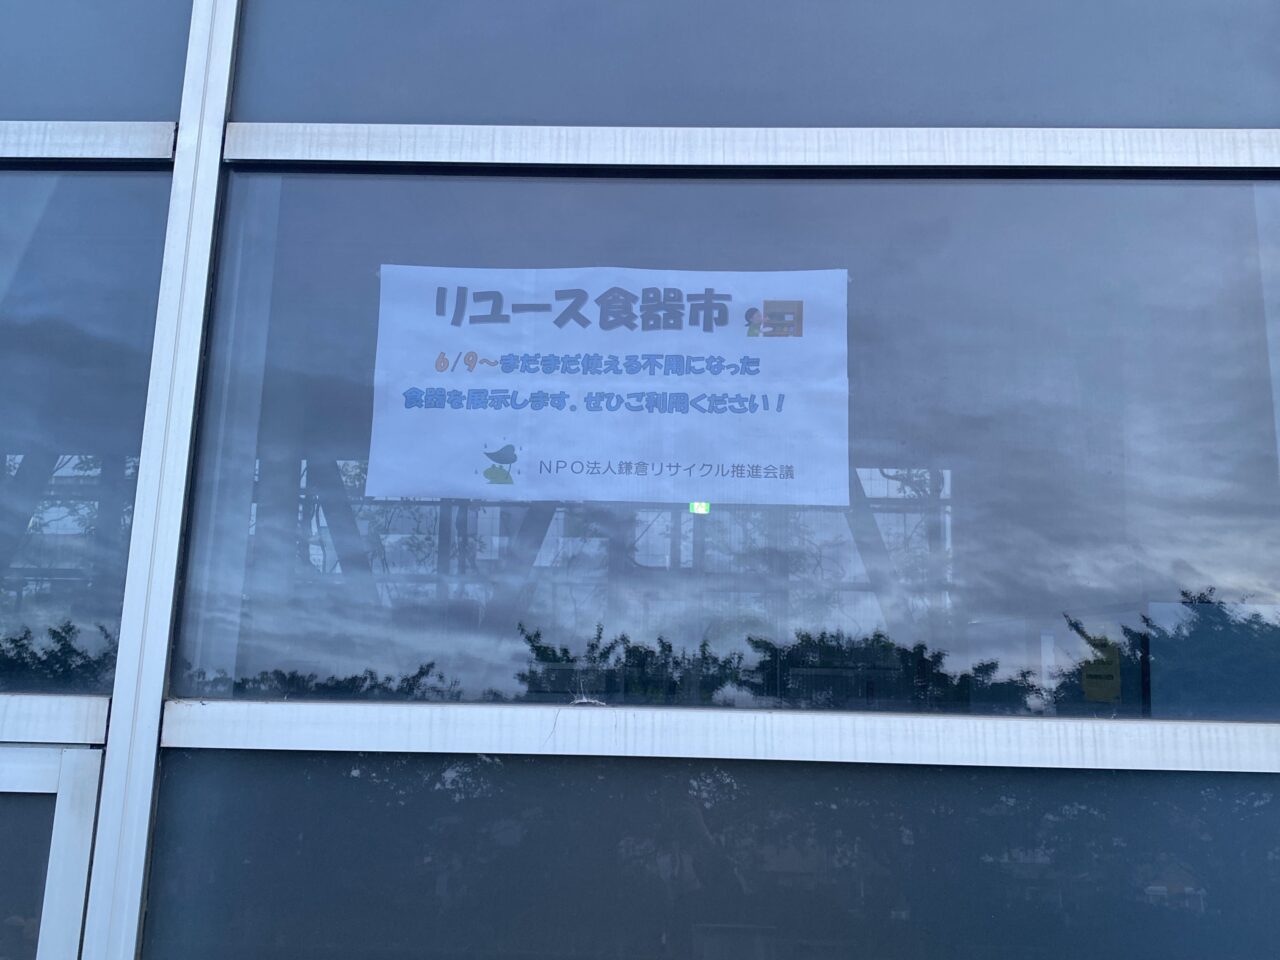 リユース食器市
6/9～まだまだ使える不用になった
食器を展示します。ぜひご利用ください！
NPO法人鎌倉リサイクル推進会議